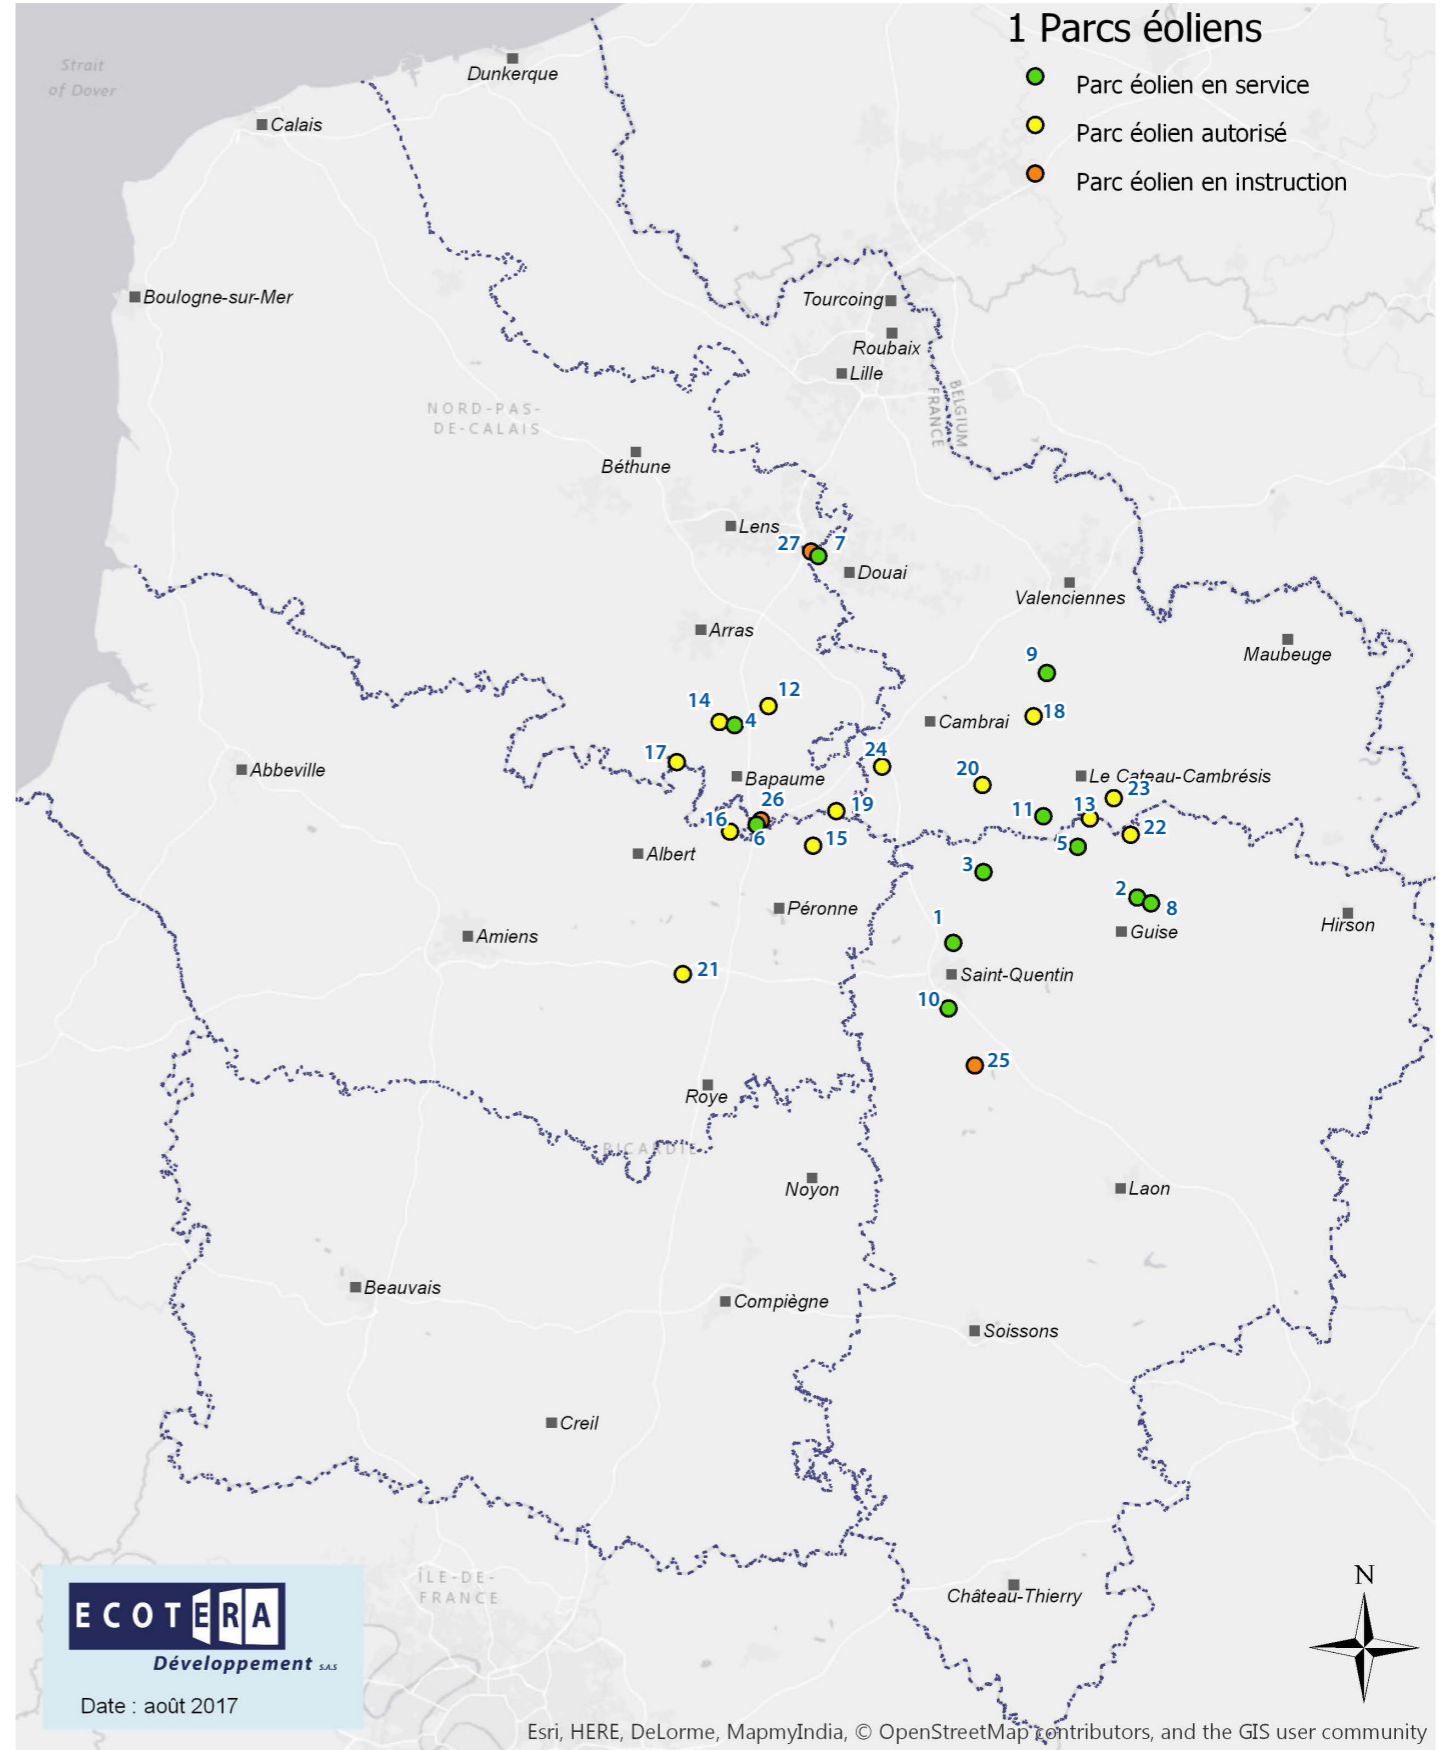 1 Parcs éoliens
Parc éolien en service
Parc éolien autorisé
Parc éolien en instruction
Strait
of Dover
Dunkerque
Calais
Boulogne-sur-Mer
Tourcoing
Roubaix
Lille
BELGIUM
FRANCE
NORD-PAS-
DE-CALAIS
Béthune
Lens
27
7
Douai
Valenciennes
Arras
Maubeuge
9
12
14
4
18
Cambrai
17
24
Abbeville
Bapaume
20
Le Cateau-Cambrésis
23
26
19
11
13
16
6
15
22
5
Albert
3
2
8
Péronne
1
Guise
Hirson
Amiens
21
Saint-Quentin
10
25
Roye
PICARDIE
Noyon
Laon
Beauvais
Compiègne
Soissons
Creil
ÎLE-DE-
FRANCE
Château-Thierry
N
ECOTERA
Développement S.A.S
Date : août 2017
Esri, HERE, DeLorme, MapmyIndia, © OpenStreetMap contributors, and the GIS user community